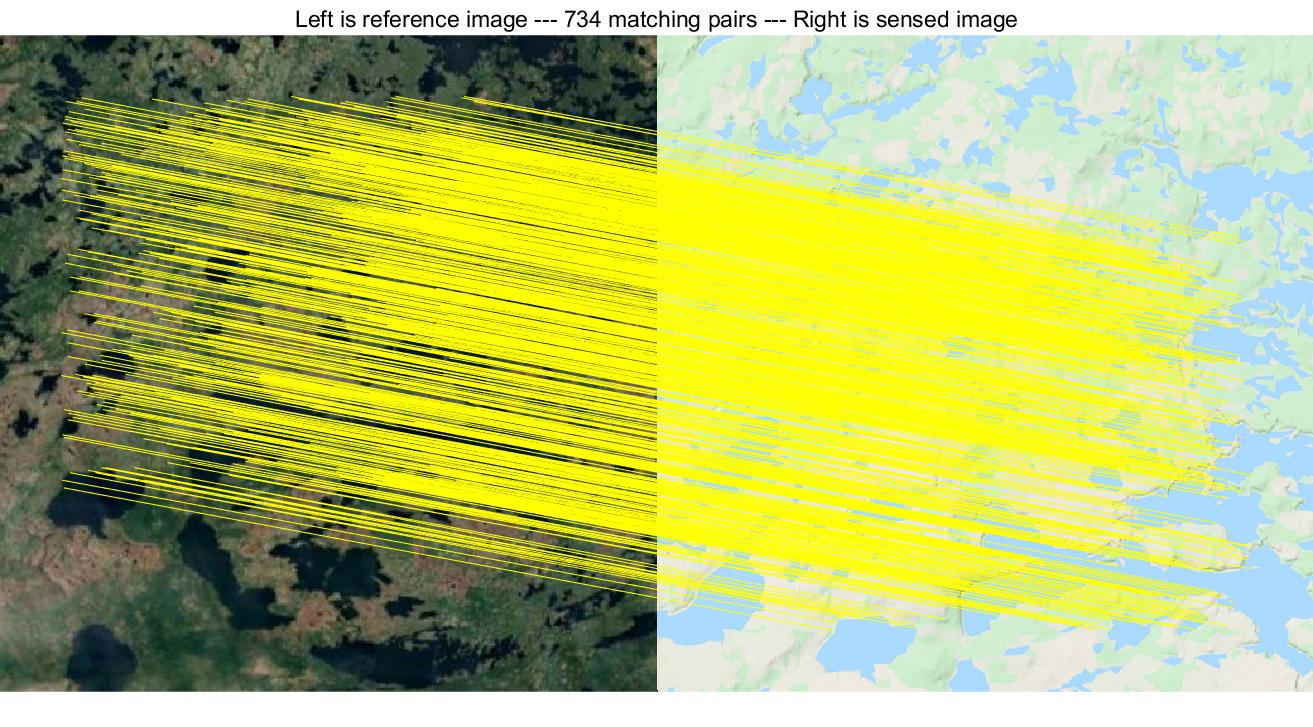 Left is reference image --- 734 matching pairs --- Right is sensed image